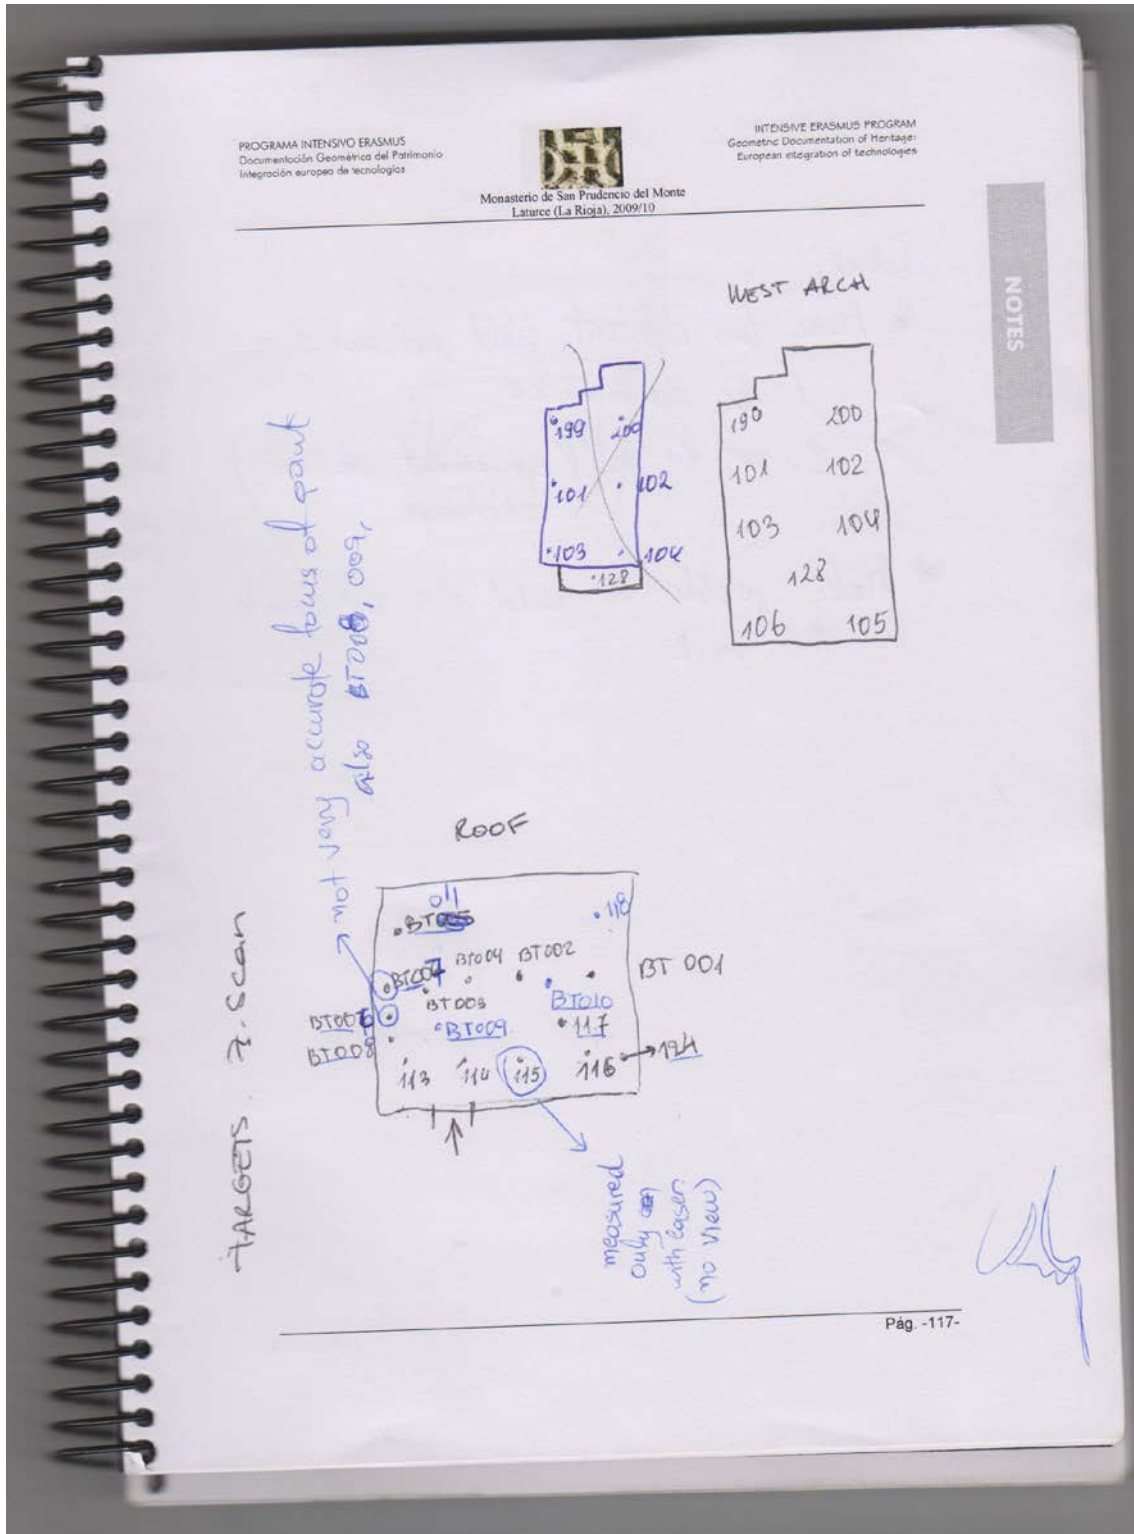 PROGRAMA INTENSIVO ERASMUS
Documentación Geométrica del Patrimonio
Integración europea de tecnologías
INTENSIVE ERASMUS PROGRAM
Geometric Documentation of Heritage:
European integration of technologies
Monasterio de San Prudencio del Monte
Laturce (La Rioja), 2009/10
NOTES
WEST ARCH
199 200
101 102
103 104
128
190 200
101 102
103 104
128
106 105
not very accurate focus of point
also BT008, 009,
TARGETS
ROOF
011
118
BT004 BT002
BT 001
BT003
BT010
BT009
117
BT008
113 114 115 116
124
measured
only
with laser
(no view)
Pág. -117-